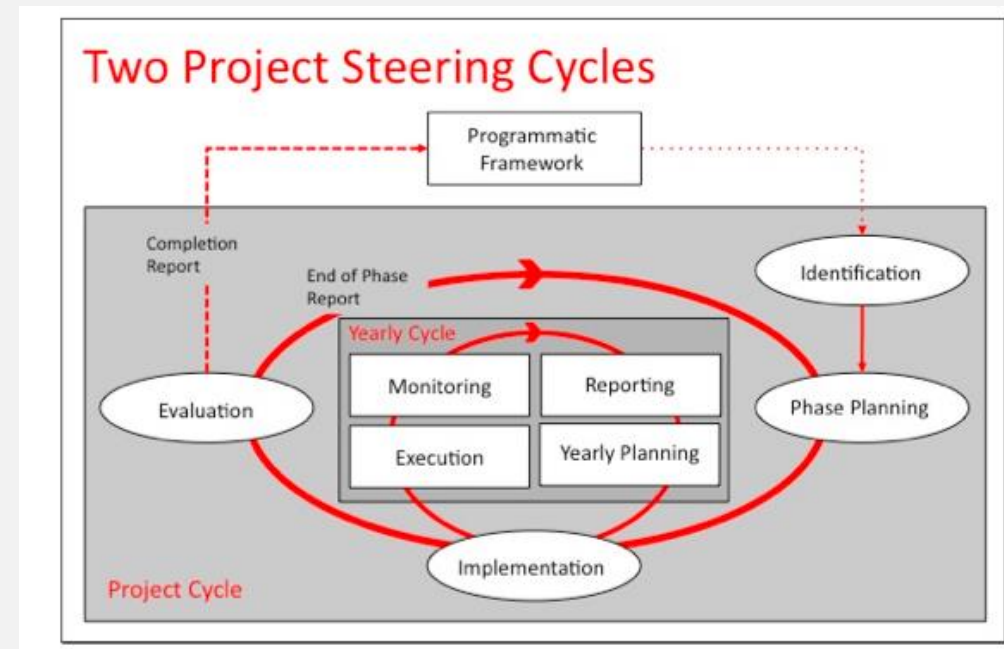 Two Project Steering Cycles
Programmatic
Framework
Completion
Report
Identification
End of Phase
Report
Yearly Cycle
Monitoring
Reporting
Evaluation
Phase Planning
Execution
Yearly Planning
Implementation
Project Cycle